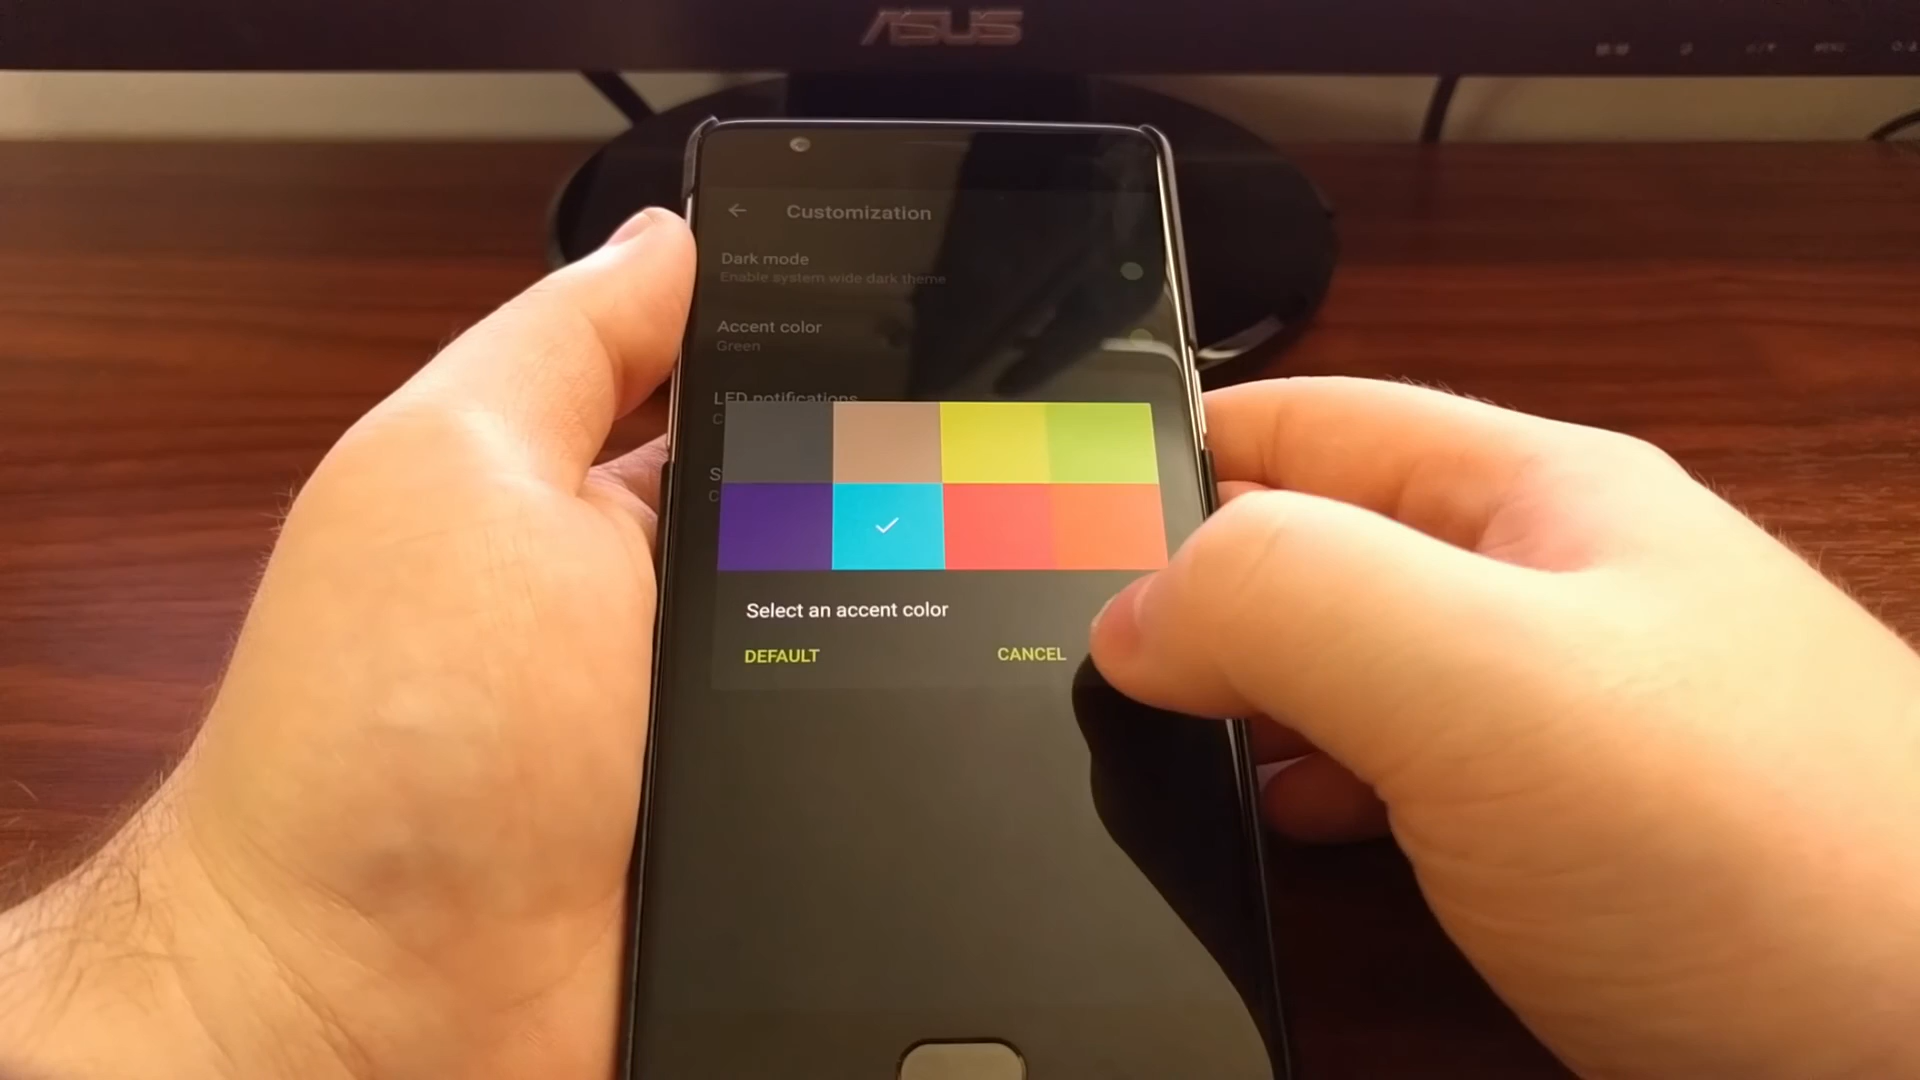 ASUS
Customization
Dark mode
Enable system wide dark theme
Accent color
Green
LED notifications
C
S
C
Select an accent color
DEFAULT
CANCEL